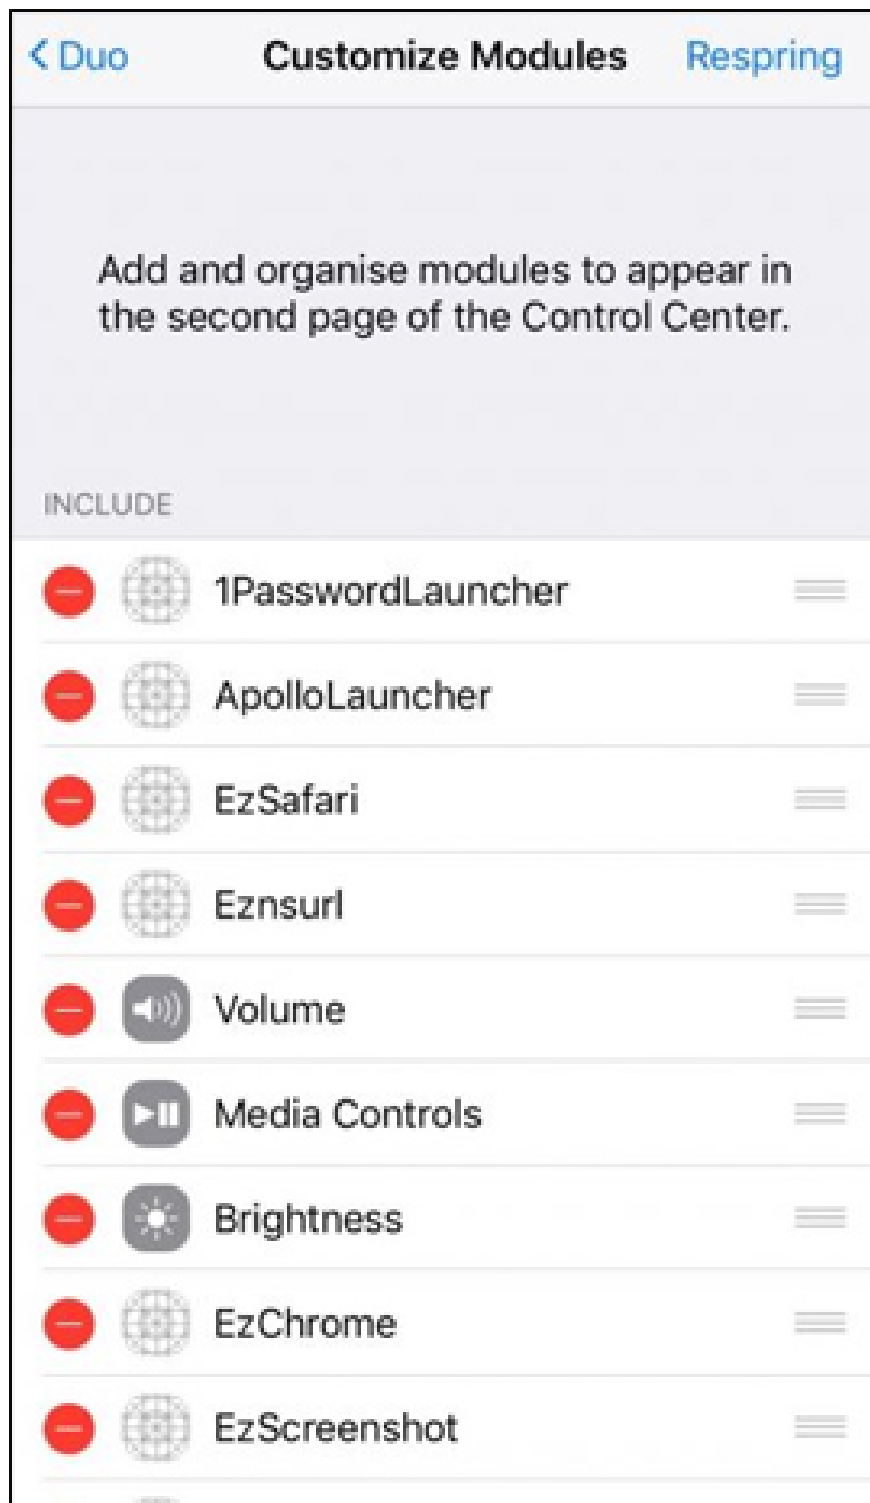 Duo Customize Modules Respring
Add and organise modules to appear in
the second page of the Control Center.
INCLUDE
1PasswordLauncher
ApolloLauncher
EzSafari
Eznsurl
Volume
Media Controls
Brightness
EzChrome
EzScreenshot